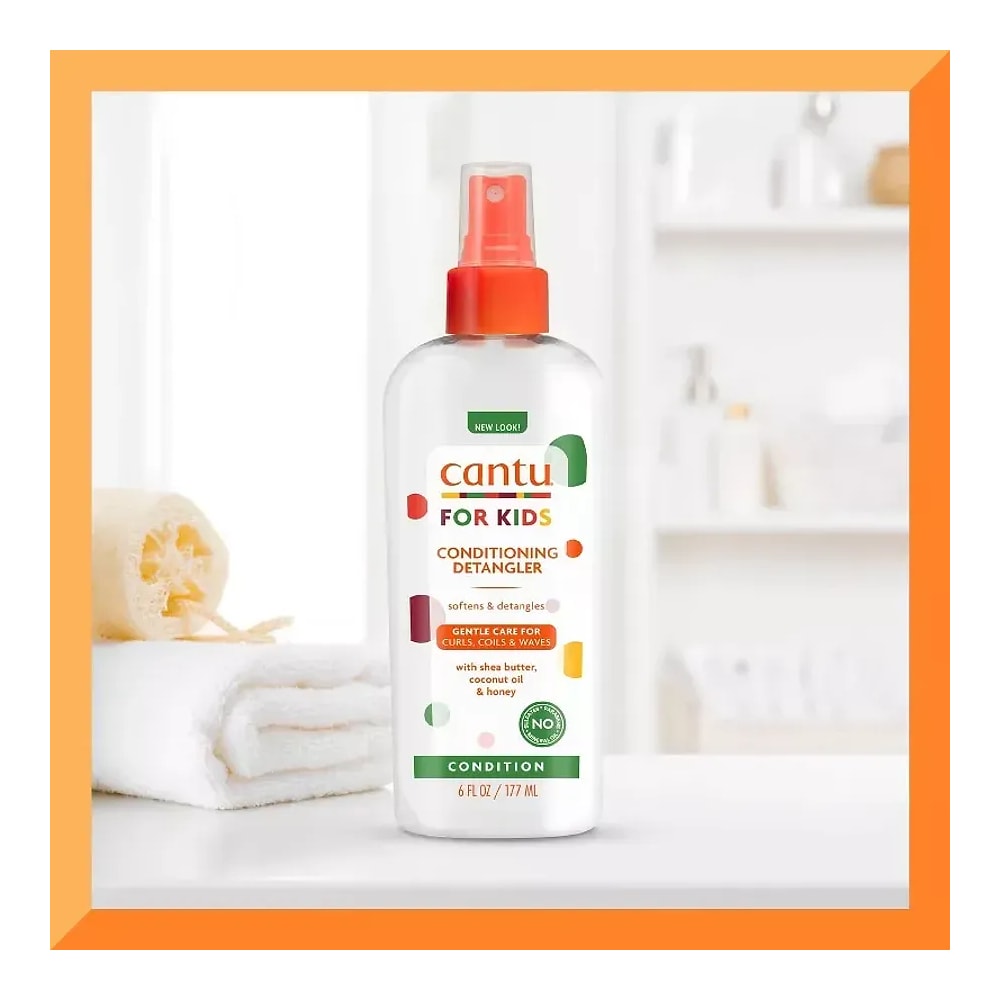 NEW LOOK!
cantu
FOR KIDS
CONDITIONING
DETANGLER
softens & detangles
GENTLE CARE FOR
CURLS, COILS & WAVES
with shea butter,
coconut oil
& honey
NO
CONDITION
6 FL OZ / 177 ML